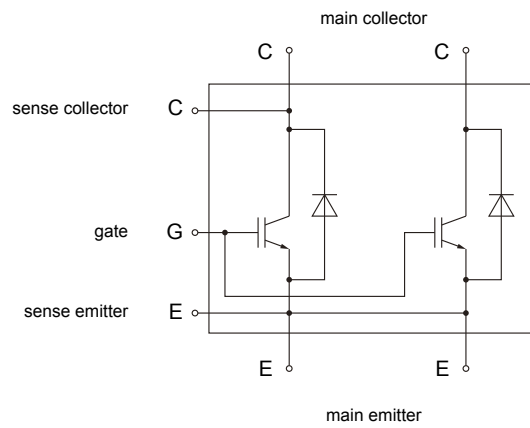 main collector
C C
sense collector C
gate G
sense emitter E
E E
main emitter